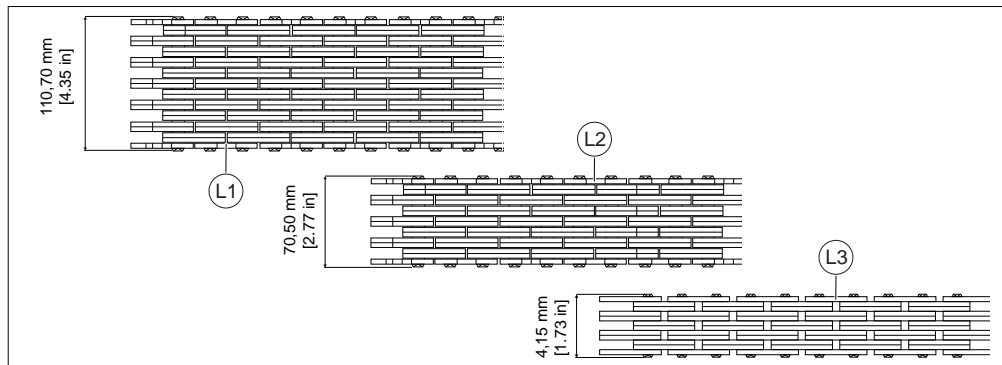 110,70 mm
[4.35 in]
L1
L2
70,50 mm
[2.77 in]
L3
4,15 mm
[1.73 in]